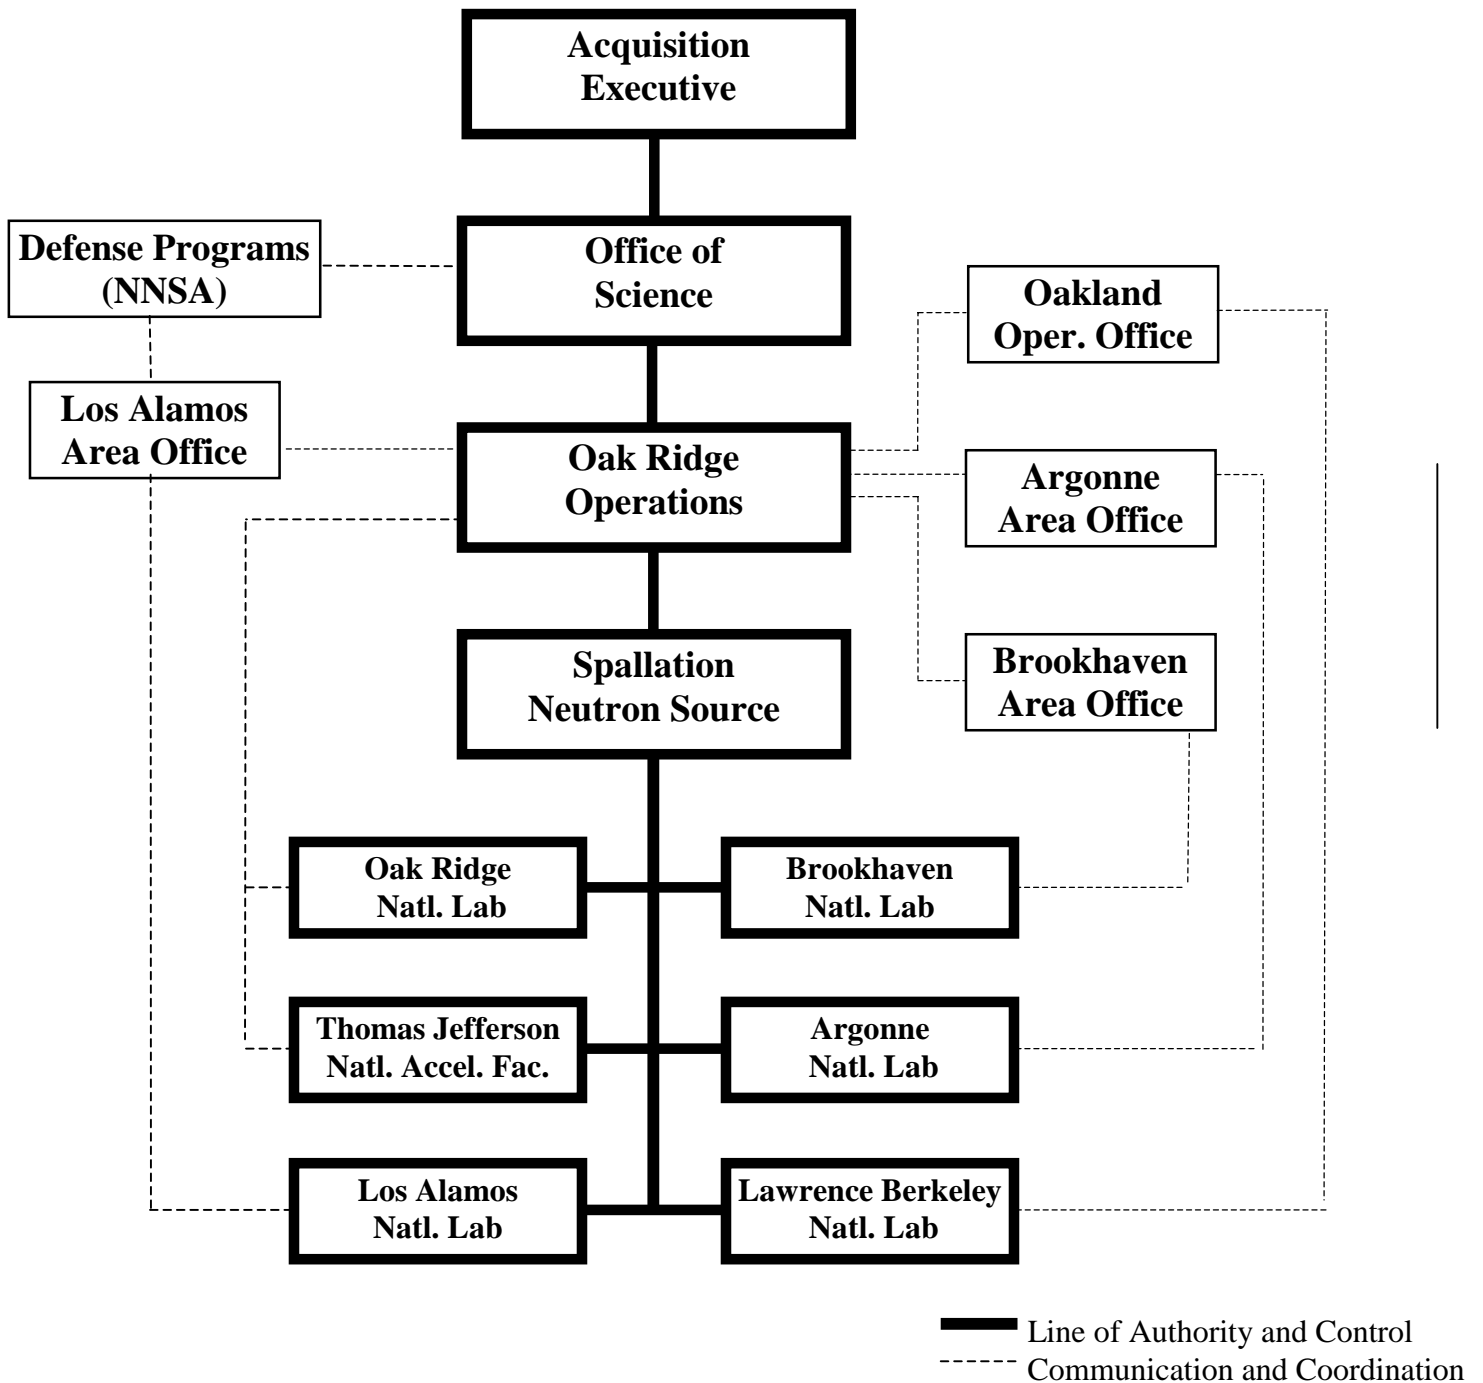 Acquisition
Executive
Defense Programs
(NNSA)
Office of
Science
Oakland
Oper. Office
Los Alamos
Area Office
Oak Ridge
Operations
Argonne
Area Office
Spallation
Neutron Source
Brookhaven
Area Office
Oak Ridge
Natl. Lab
Brookhaven
Natl. Lab
Thomas Jefferson
Natl. Accel. Fac.
Argonne
Natl. Lab
Los Alamos
Natl. Lab
Lawrence Berkeley
Natl. Lab
Line of Authority and Control
Communication and Coordination